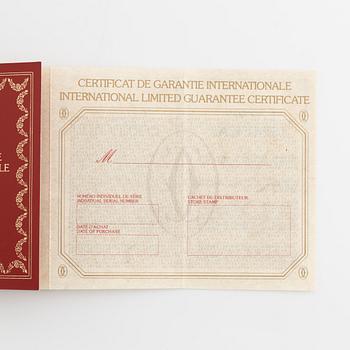 CERTIFICAT DE GARANTIE INTERNATIONALE
INTERNATIONAL LIMITED GUARANTEE CERTIFICATE
M
NUMÉRO INDIVIDUEL DE SÉRIE
INDIVIDUAL SERIAL NUMBER
CACHET DU DISTRIBUTEUR
STORE STAMP
DATE D'ACHAT
DATE OF PURCHASE